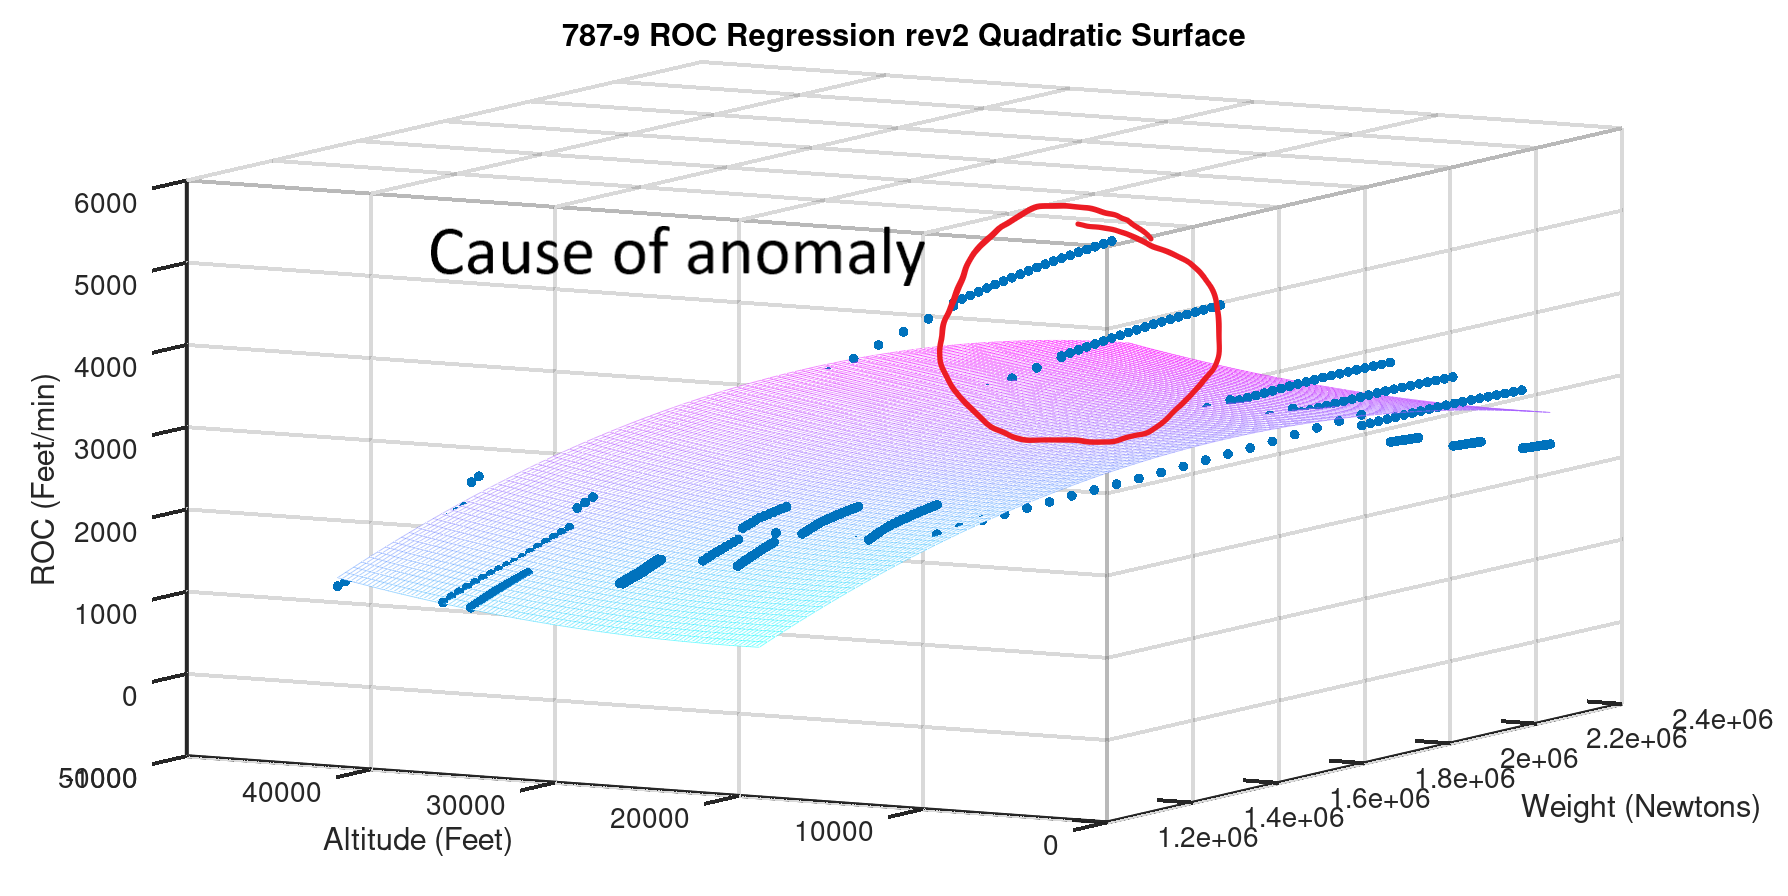 787-9 ROC Regression rev2 Quadratic Surface
Cause of anomaly
6000
5000
4000
3000
2000
1000
0
-1000
ROC (Feet/min)
50000
40000
30000
20000
10000
0
Altitude (Feet)
1.2e+06
1.4e+06
1.6e+06
1.8e+06
2e+06
2.2e+06
2.4e+06
Weight (Newtons)